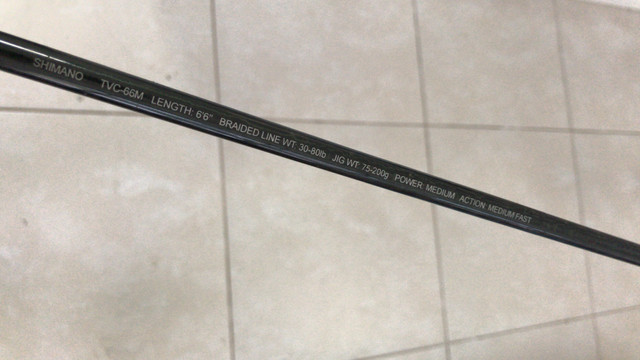 SHIMANO TVC-66M LENGTH: 6'6" BRAIDED LINE WT 30-80lb JIG WT 75-200g POWER MEDIUM ACTION MEDIUM FAST